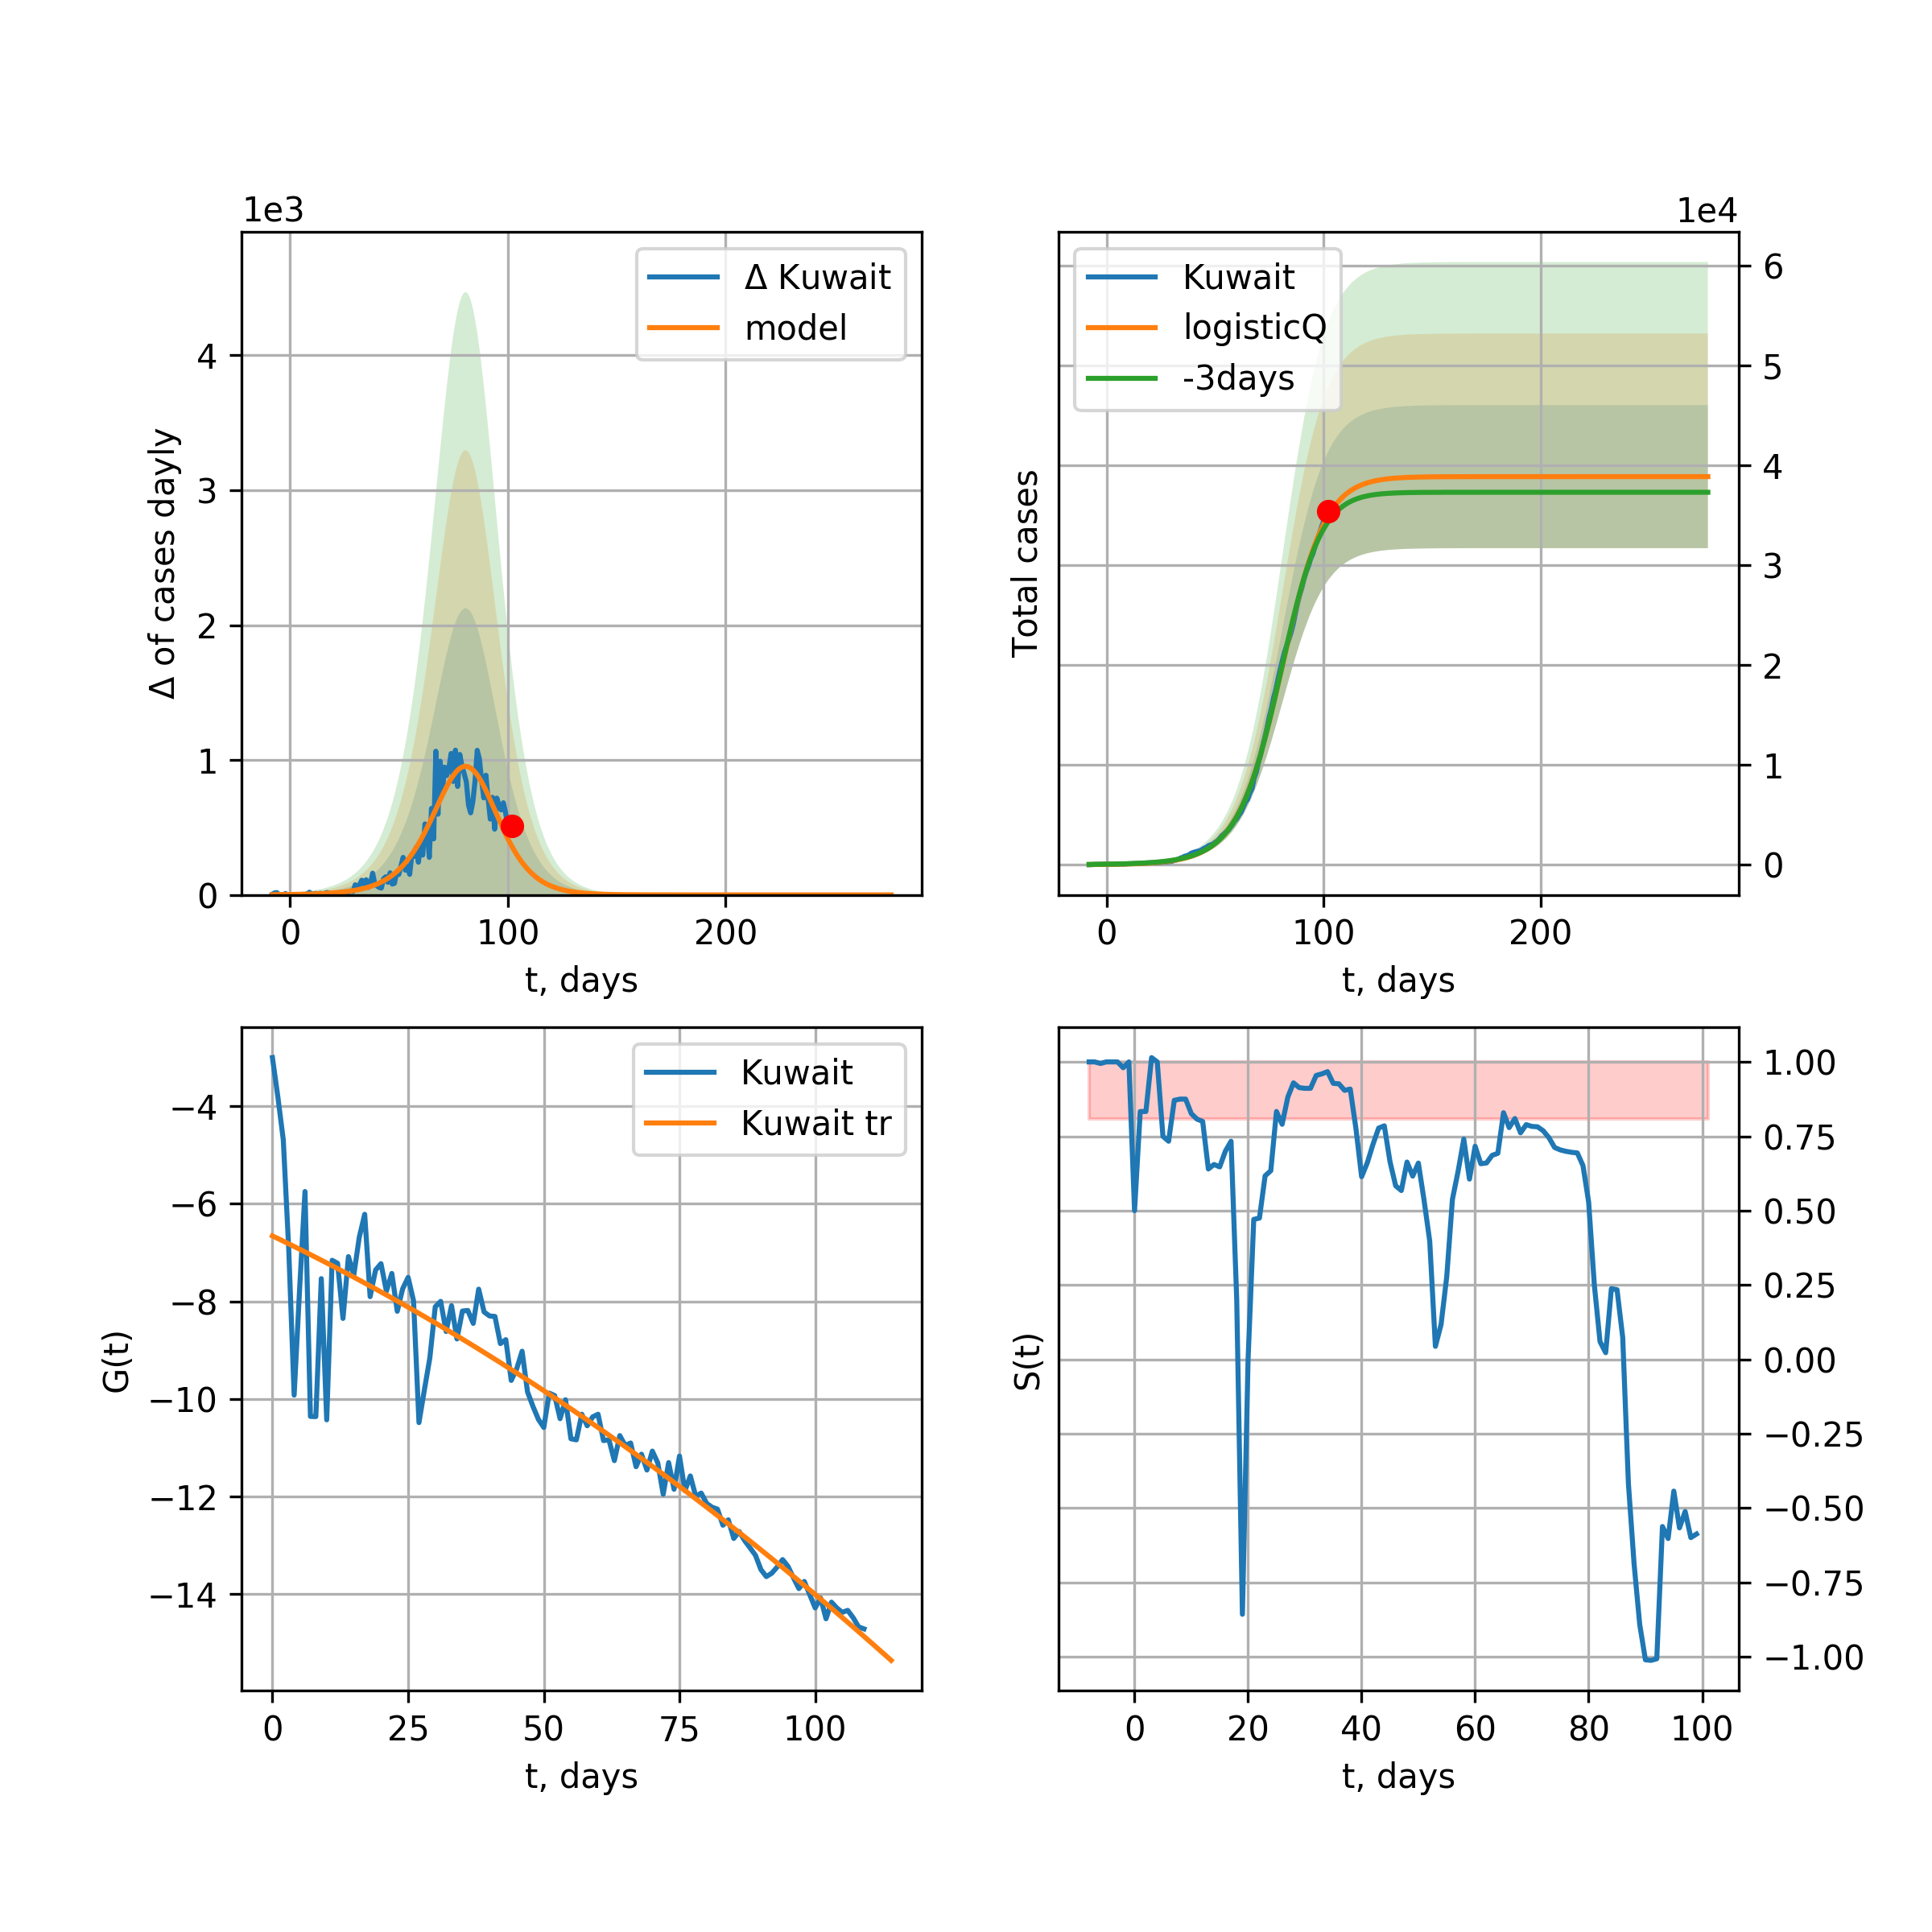 1e3
Δ Kuwait
model
4
3
2
1
0
Δ of cases dayly
0 100 200
t, days
1e4
Kuwait
logisticQ
-3days
6
5
4
3
2
1
0
Total cases
0 100 200
t, days
Kuwait
Kuwait tr
−4
−6
−8
−10
−12
−14
G(t)
0 25 50 75 100
t, days
1.00
0.75
0.50
0.25
0.00
−0.25
−0.50
−0.75
−1.00
S(t)
0 20 40 60 80 100
t, days